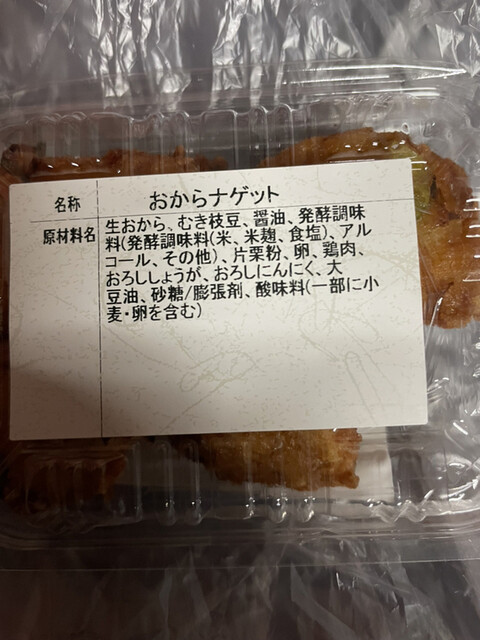 名称 おからナゲット
原材料名 生おから、むき枝豆、醤油、発酵調味
料(発酵調味料(米、米麹、食塩)、アル
コール、その他)、片栗粉、卵、鶏肉、
おろししょうが、おろしにんにく、大
豆油、砂糖/膨張剤、酸味料(一部に小
麦・卵を含む)